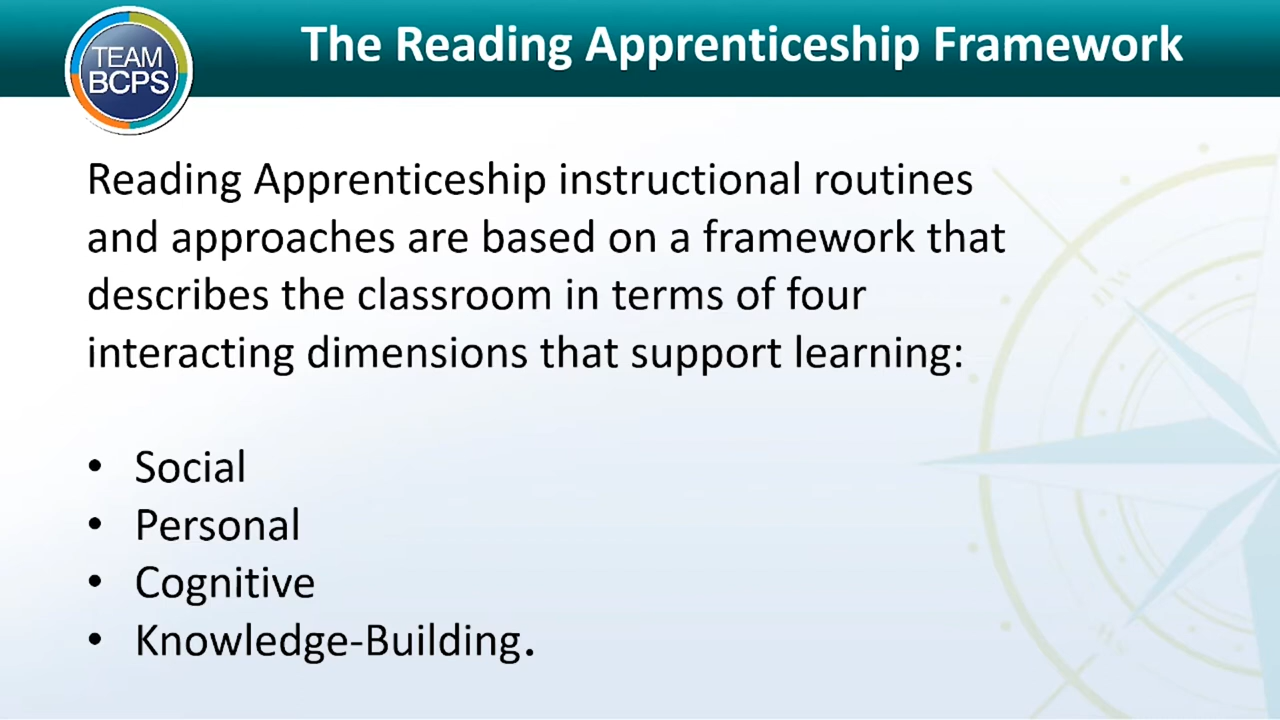 TEAM
BCPS
The Reading Apprenticeship Framework
Reading Apprenticeship instructional routines
and approaches are based on a framework that
describes the classroom in terms of four
interacting dimensions that support learning:
• Social
• Personal
• Cognitive
• Knowledge-Building.